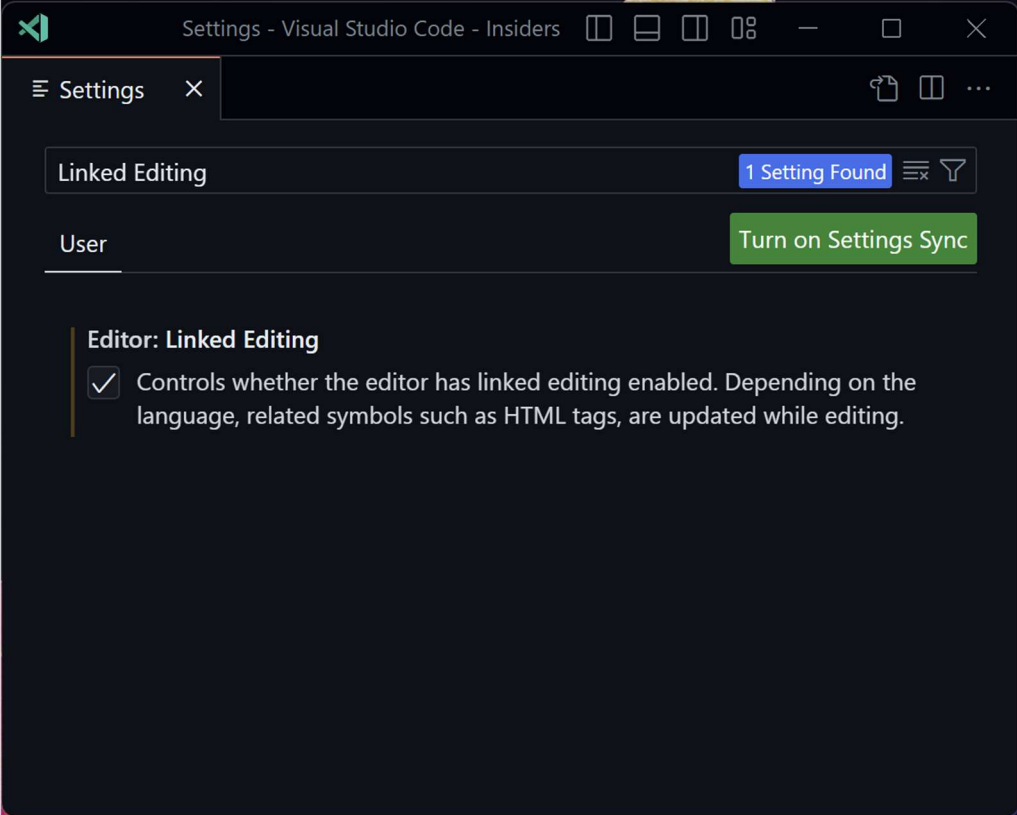 Settings - Visual Studio Code - Insiders
Settings
Linked Editing
1 Setting Found
User
Turn on Settings Sync
Editor: Linked Editing
Controls whether the editor has linked editing enabled. Depending on the
language, related symbols such as HTML tags, are updated while editing.